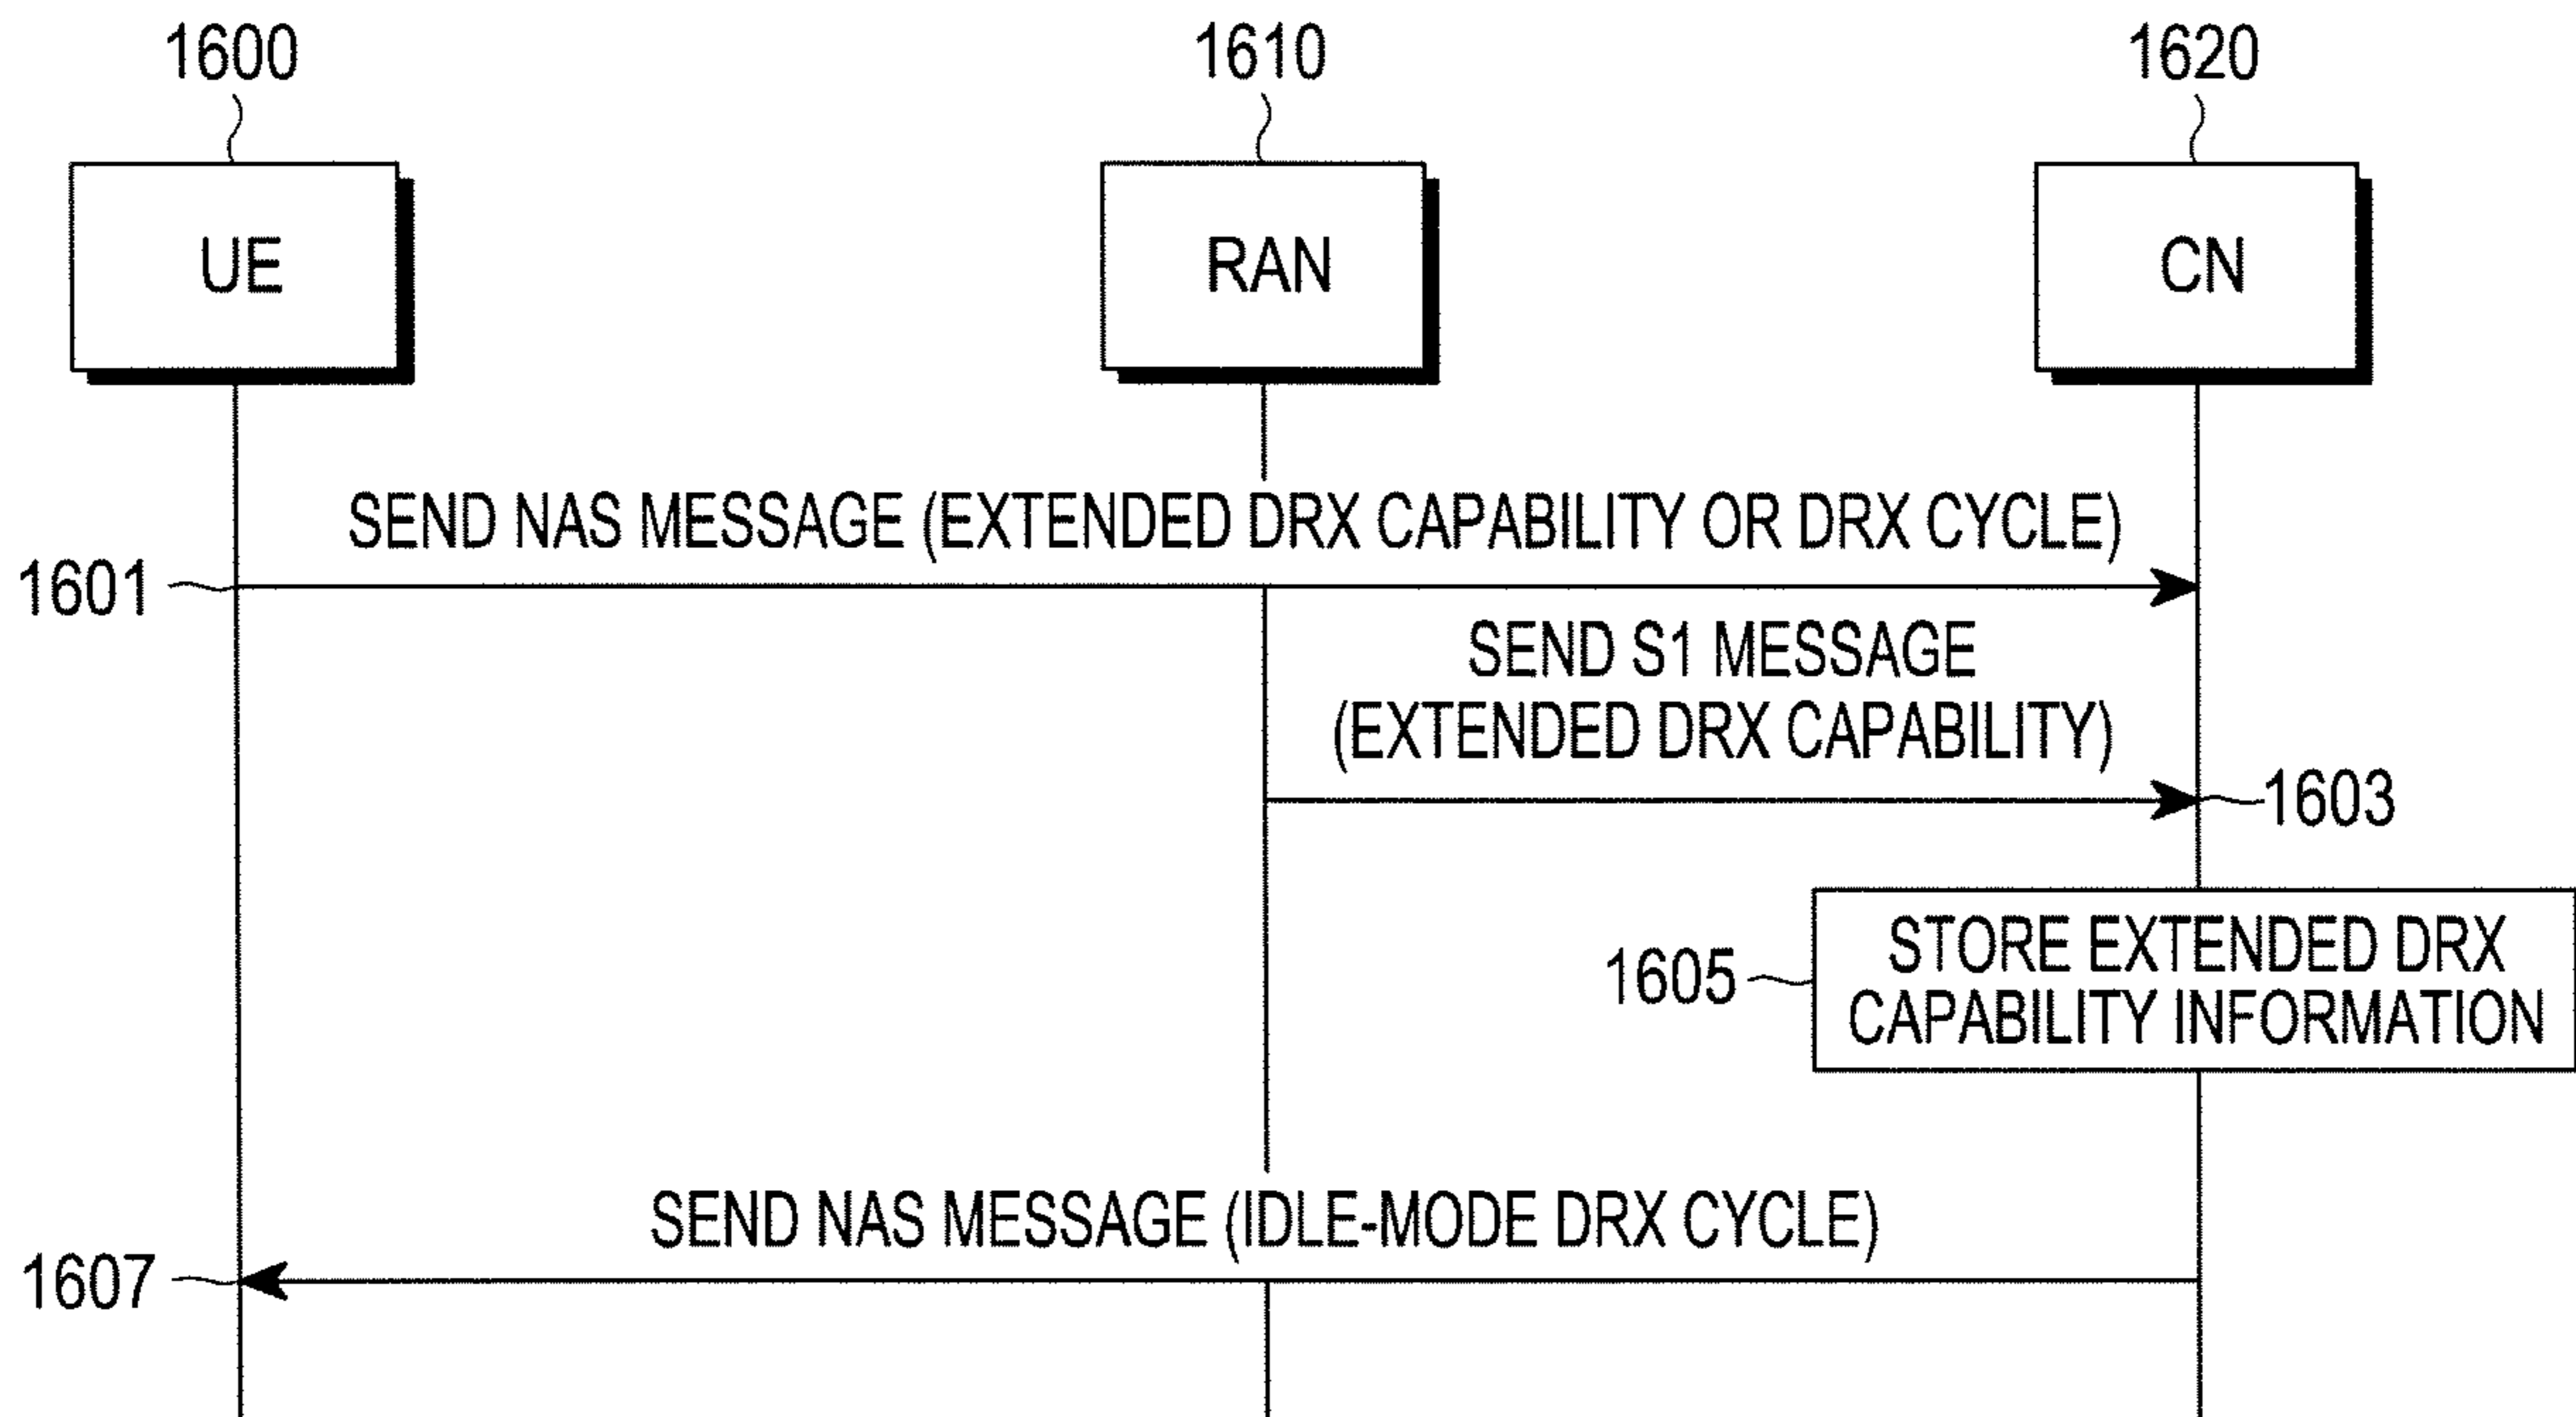 1600
1610
1620
UE
RAN
CN
SEND NAS MESSAGE (EXTENDED DRX CAPABILITY OR DRX CYCLE)
1601
SEND S1 MESSAGE
(EXTENDED DRX CAPABILITY)
1603
STORE EXTENDED DRX
CAPABILITY INFORMATION
1605
SEND NAS MESSAGE (IDLE-MODE DRX CYCLE)
1607